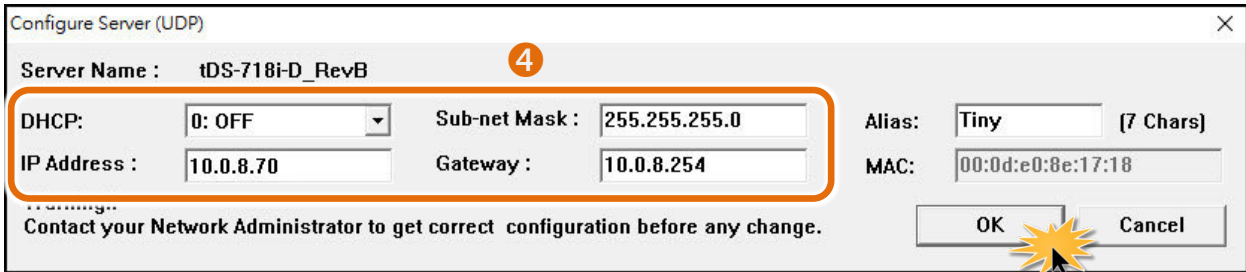 Configure Server (UDP)
Server Name : tDS-718i-D_RevB
4
DHCP: 0: OFF Sub-net Mask : 255.255.255.0 Alias: Tiny (7 Chars)
IP Address : 10.0.8.70 Gateway : 10.0.8.254 MAC: 00:0d:e0:8e:17:18
Warning!!
Contact your Network Administrator to get correct configuration before any change.
OK Cancel